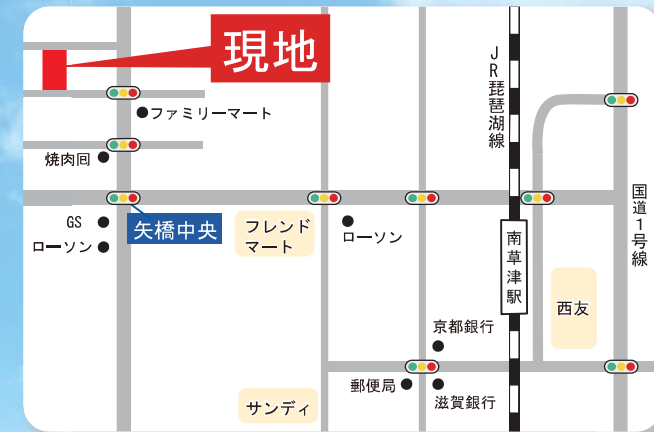 現地
JR琵琶湖線
ファミリーマート
焼肉囘
国道1号線
GS
矢橋中央
フレンド
マート
ローソン
ローソン
南草津駅
西友
京都銀行
郵便局
滋賀銀行
サンディ